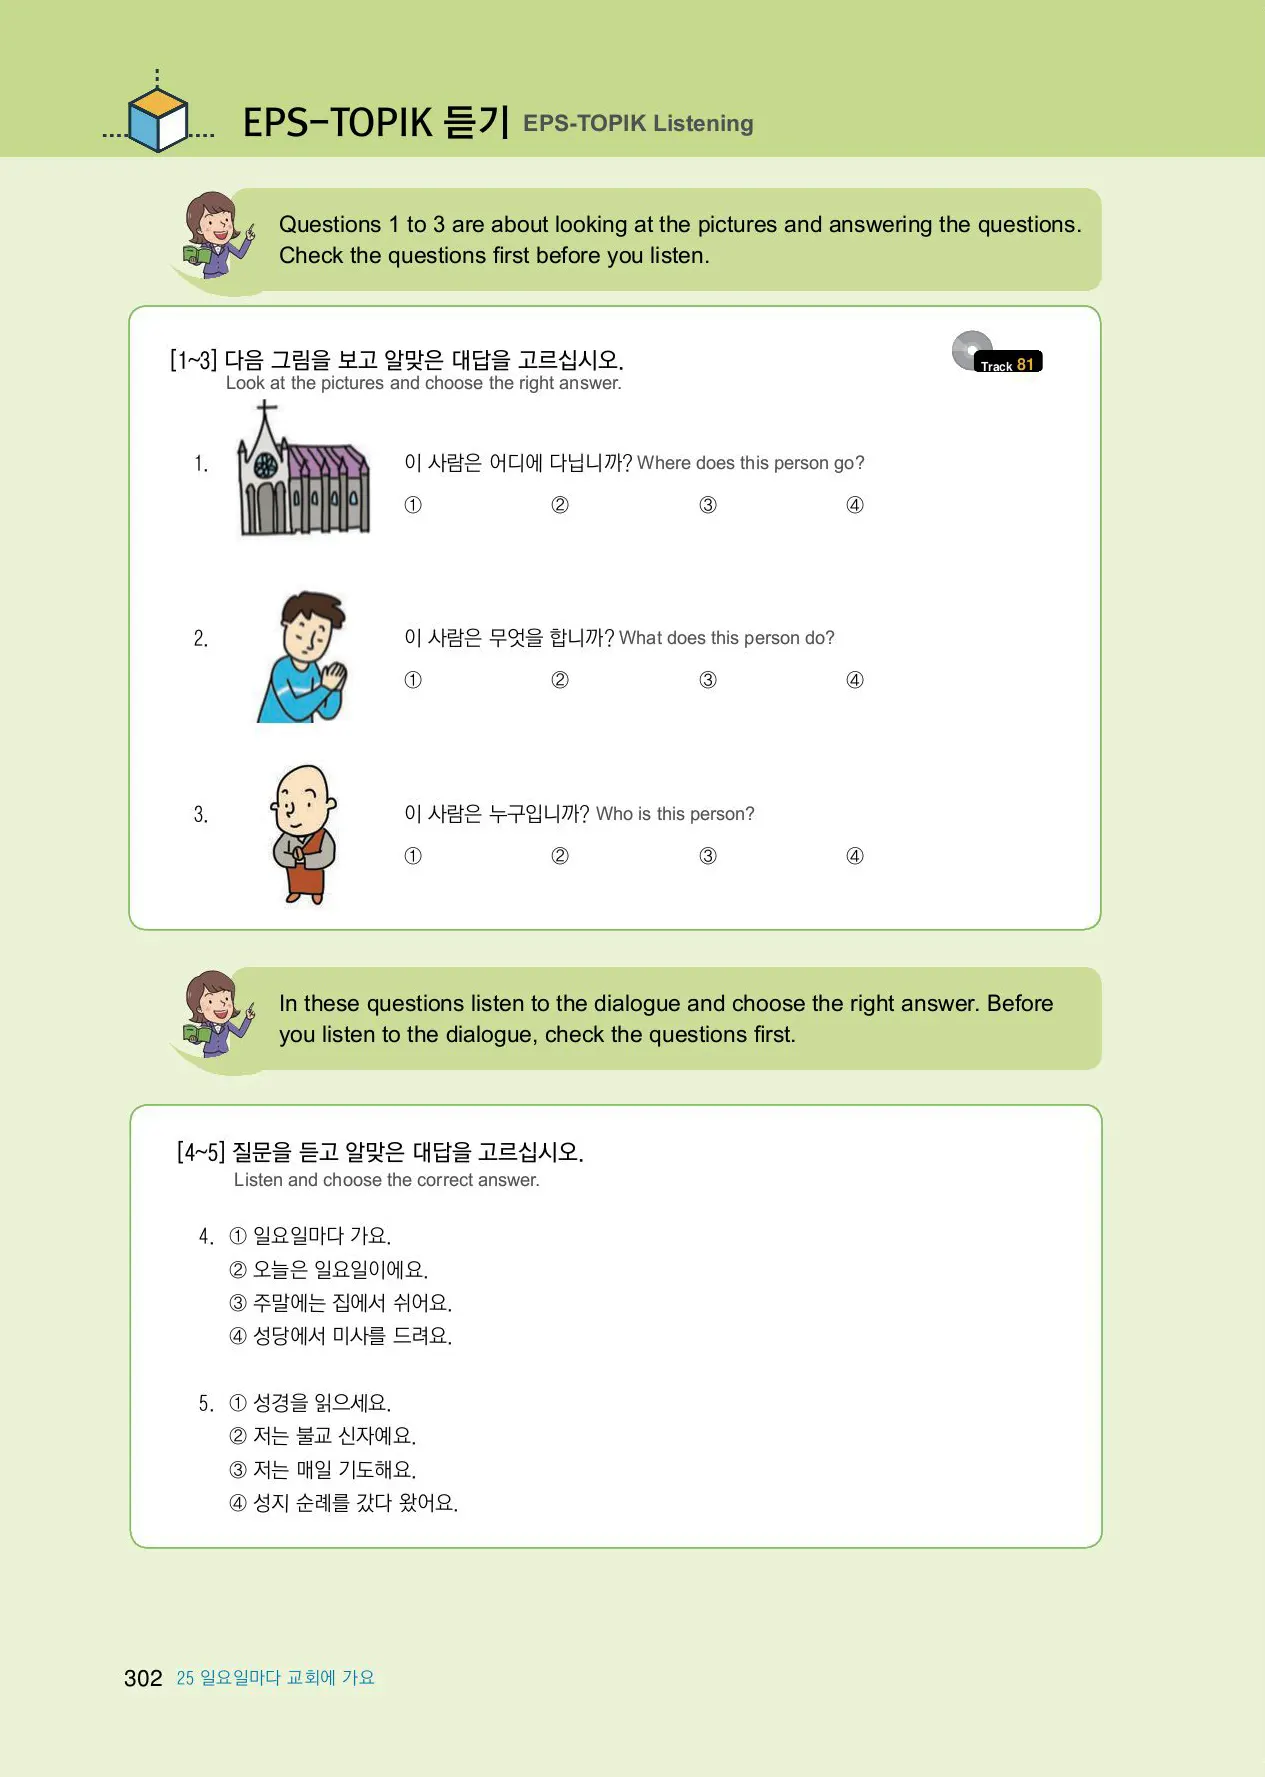 EPS-TOPIK 듣기 EPS-TOPIK Listening
Questions 1 to 3 are about looking at the pictures and answering the questions.
Check the questions first before you listen.
[1~3] 다음 그림을 보고 알맞은 대답을 고르십시오.
Look at the pictures and choose the right answer.
Track 81
1. 이 사람은 어디에 다닙니까? Where does this person go?
① ② ③ ④
2. 이 사람은 무엇을 합니까? What does this person do?
① ② ③ ④
3. 이 사람은 누구입니까? Who is this person?
① ② ③ ④
In these questions listen to the dialogue and choose the right answer. Before
you listen to the dialogue, check the questions first.
[4~5] 질문을 듣고 알맞은 대답을 고르십시오.
Listen and choose the correct answer.
4. ① 일요일마다 가요.
② 오늘은 일요일이에요.
③ 주말에는 집에서 쉬어요.
④ 성당에서 미사를 드려요.
5. ① 성경을 읽으세요.
② 저는 불교 신자예요.
③ 저는 매일 기도해요.
④ 성지 순례를 갔다 왔어요.
302 25 일요일마다 교회에 가요